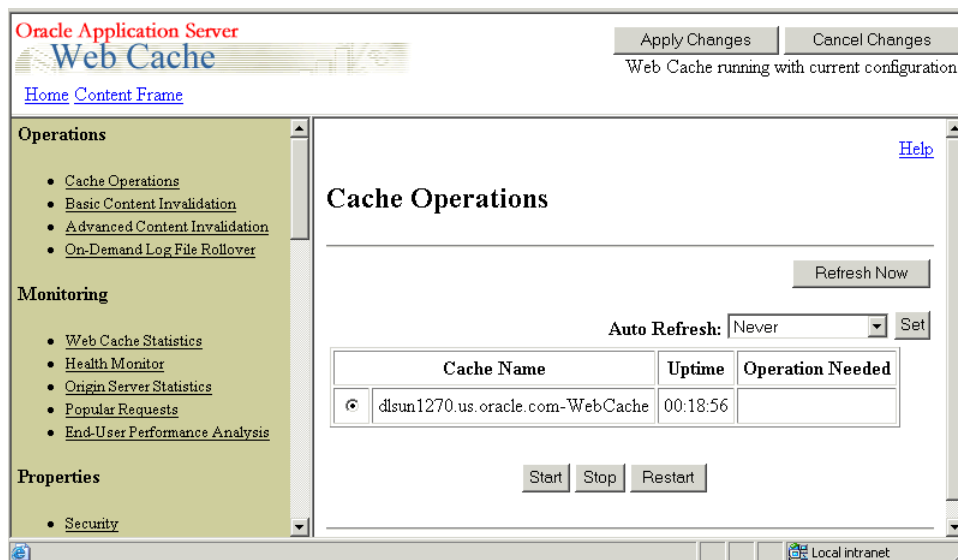 Oracle Application Server
Web Cache
Apply Changes
Cancel Changes
Web Cache running with current configuration
Home Content Frame
Operations
Cache Operations
Basic Content Invalidation
Advanced Content Invalidation
On-Demand Log File Rollover
Monitoring
Web Cache Statistics
Health Monitor
Origin Server Statistics
Popular Requests
End-User Performance Analysis
Properties
Security
Help
Cache Operations
Refresh Now
Auto Refresh: Never Set
Cache Name Uptime Operation Needed
dlsun1270.us.oracle.com-WebCache 00:18:56
Start Stop Restart
Local intranet